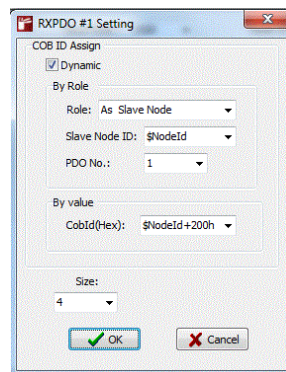 RXPDO #1 Setting
COB ID Assign
Dynamic
By Role
Role: As Slave Node
Slave Node ID: $NodeId
PDO No.: 1
By value
CobId(Hex): $NodeId+200h
Size:
4
OK Cancel